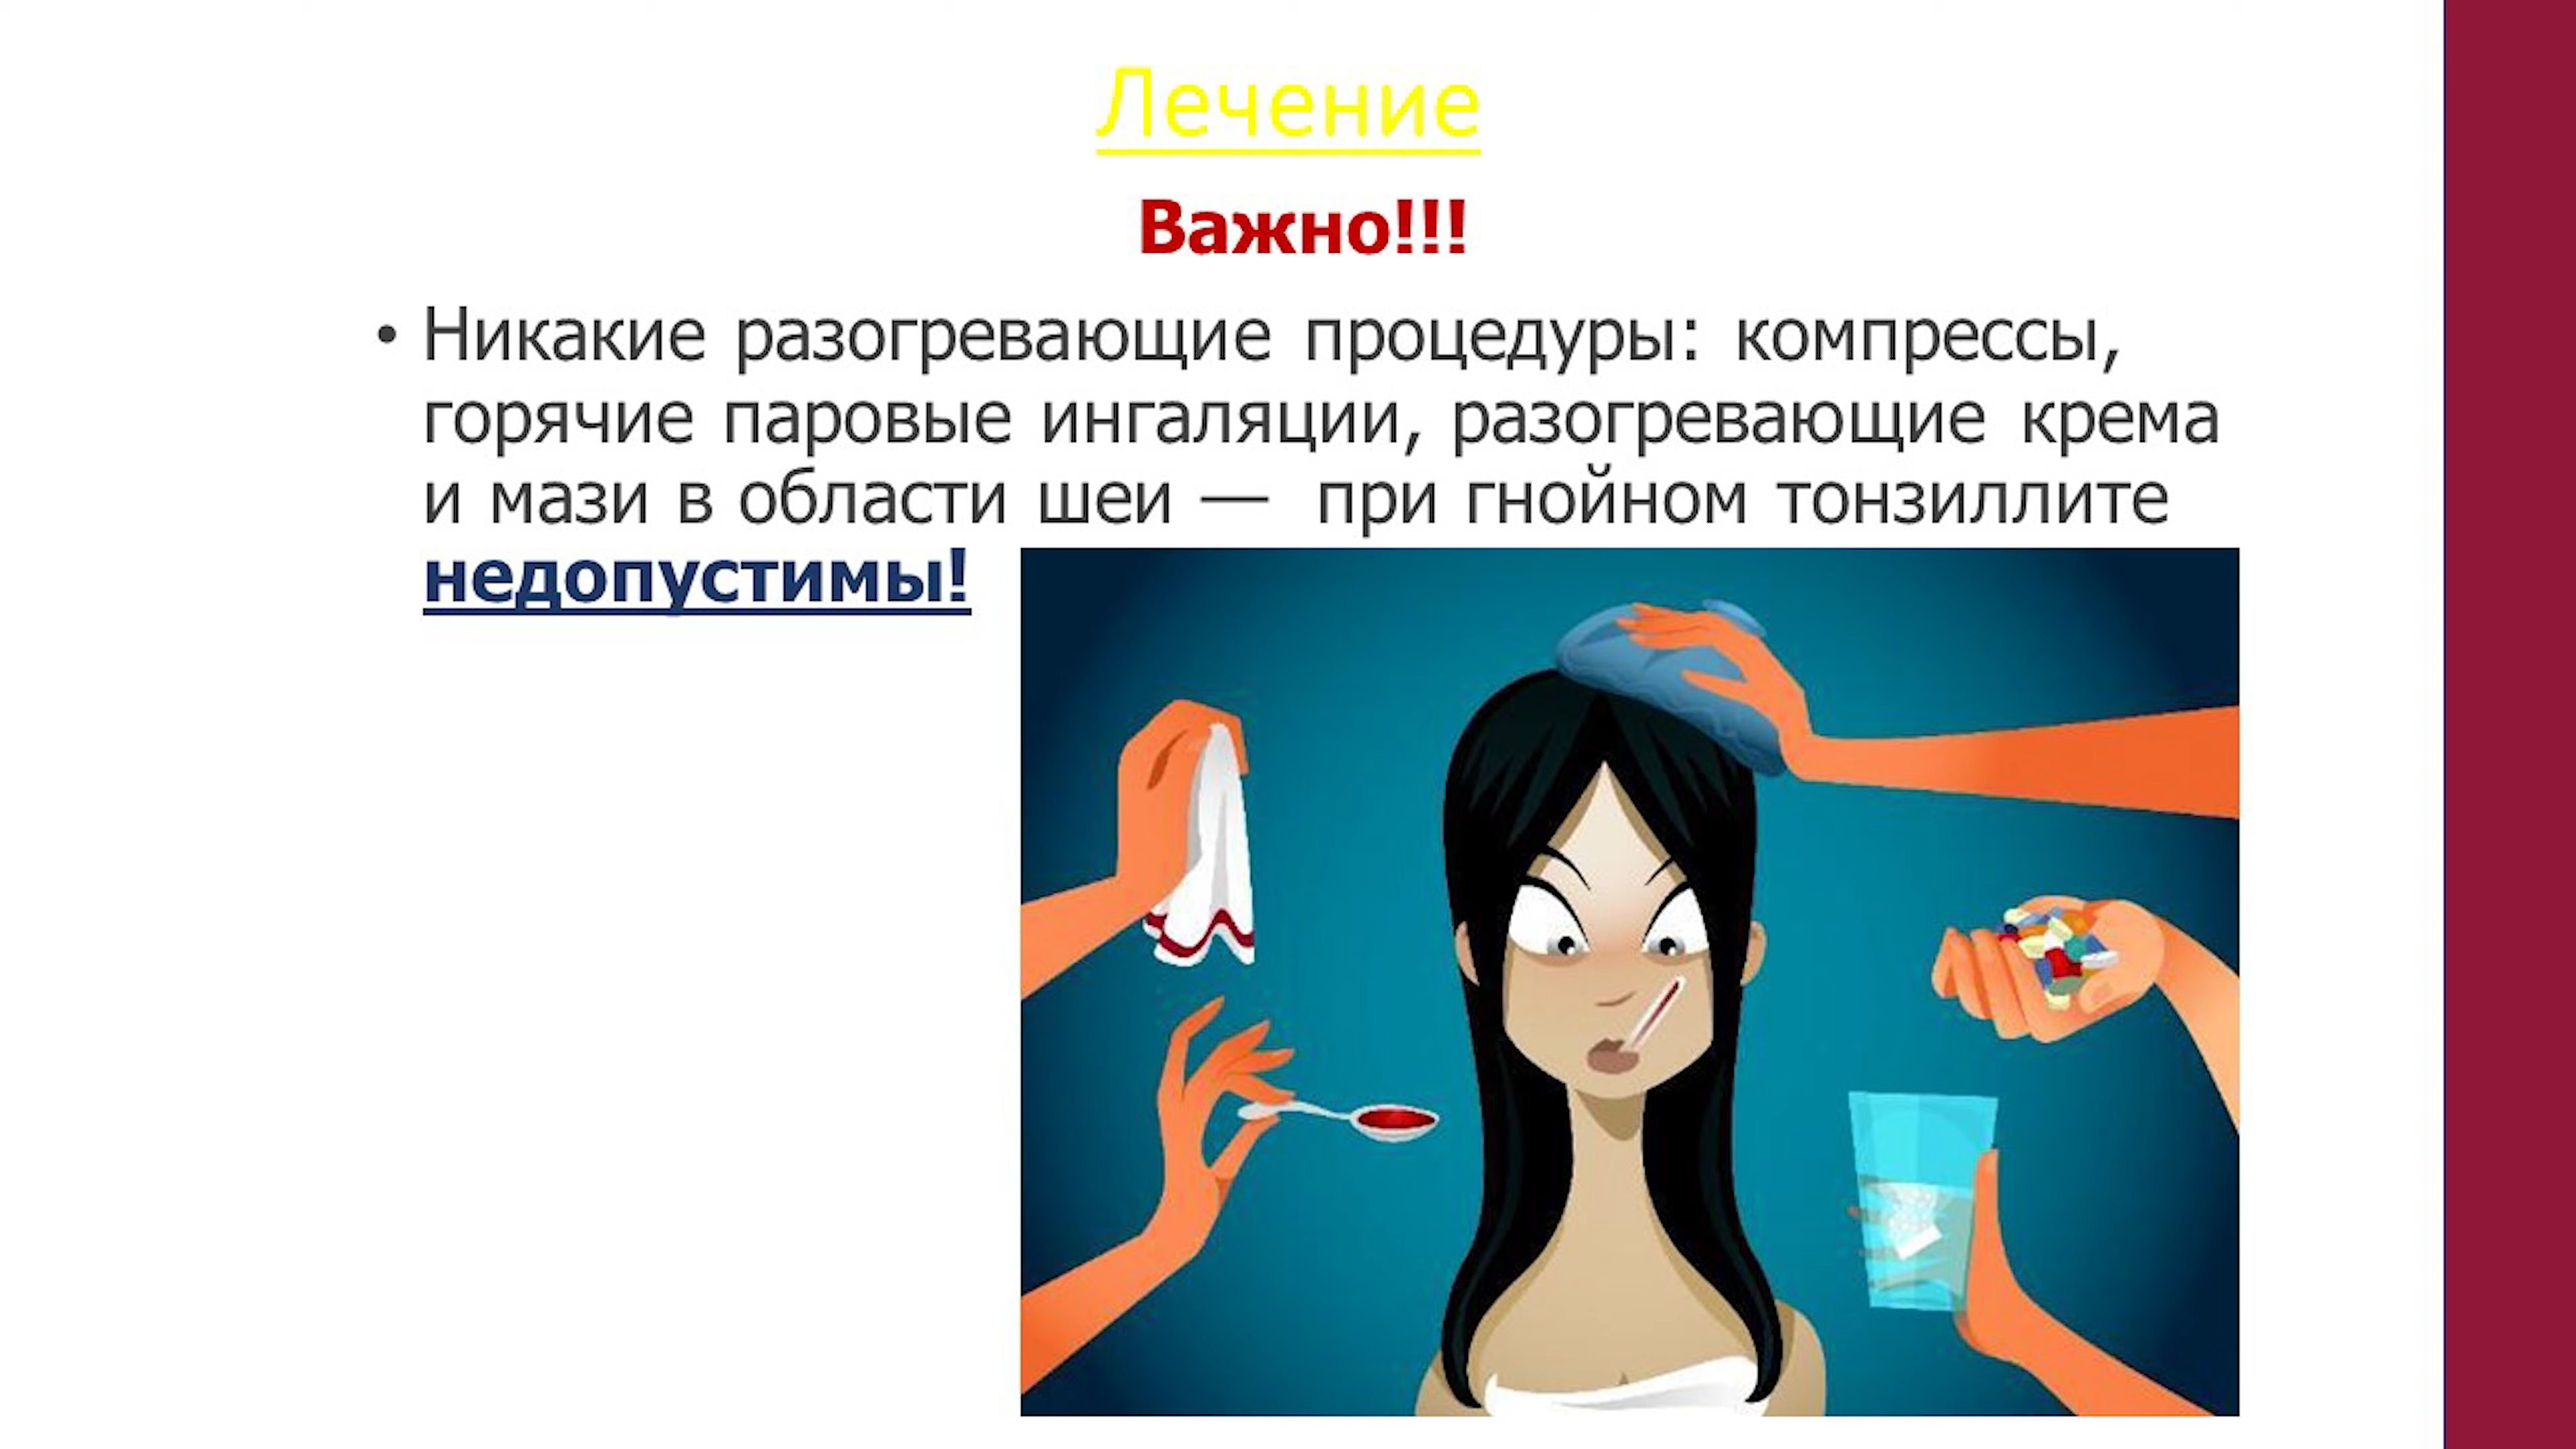 Лечение
Важно!!!
• Никакие разогревающие процедуры: компрессы,
горячие паровые ингаляции, разогревающие крема
и мази в области шеи — при гнойном тонзиллите
недопустимы!